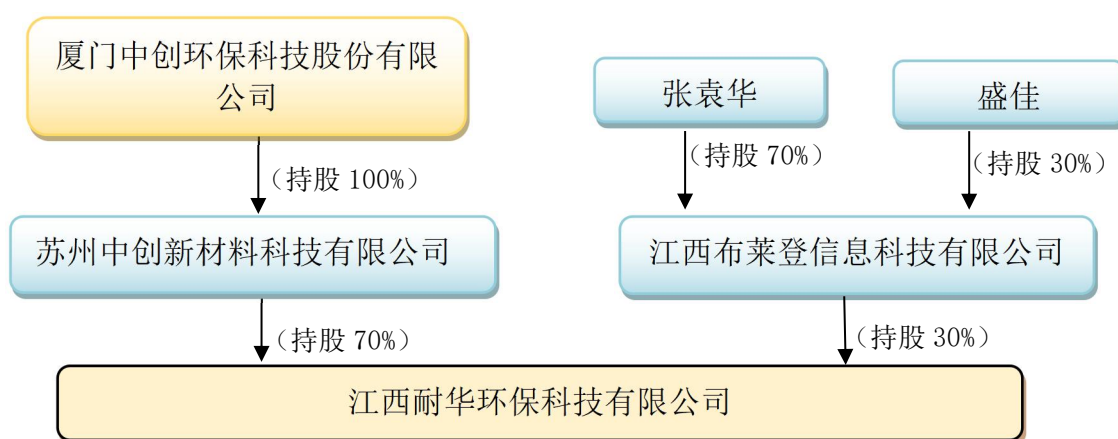 厦门中创环保科技股份有限
公司
张袁华
盛佳
（持股 100%）
（持股 70%）
（持股 30%）
苏州中创新材料科技有限公司
江西布莱登信息科技有限公司
（持股 70%）
（持股 30%）
江西耐华环保科技有限公司